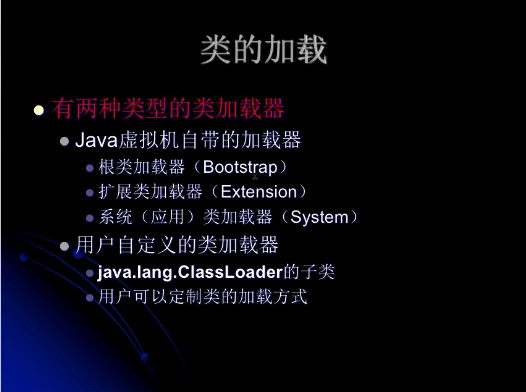 类的加载
有两种类型的类加载器
Java虚拟机自带的加载器
根类加载器（Bootstrap）
扩展类加载器（Extension）
系统（应用）类加载器（System）
用户自定义的类加载器
java.lang.ClassLoader的子类
用户可以定制类的加载方式